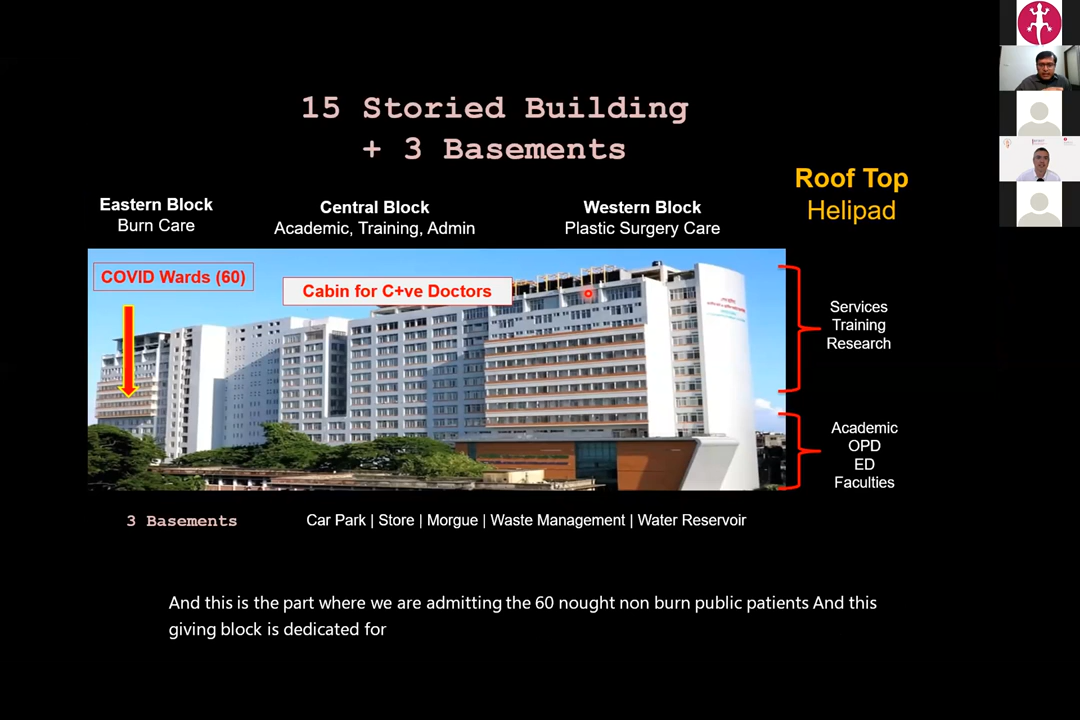 15 Storied Building
+ 3 Basements
Roof Top
Helipad
Eastern Block
Burn Care
Central Block
Academic, Training, Admin
Western Block
Plastic Surgery Care
COVID Wards (60)
Cabin for C+ve Doctors
Services
Training
Research
Academic
OPD
ED
Faculties
3 Basements
Car Park | Store | Morgue | Waste Management | Water Reservoir
And this is the part where we are admitting the 60 nought non burn public patients And this
giving block is dedicated for